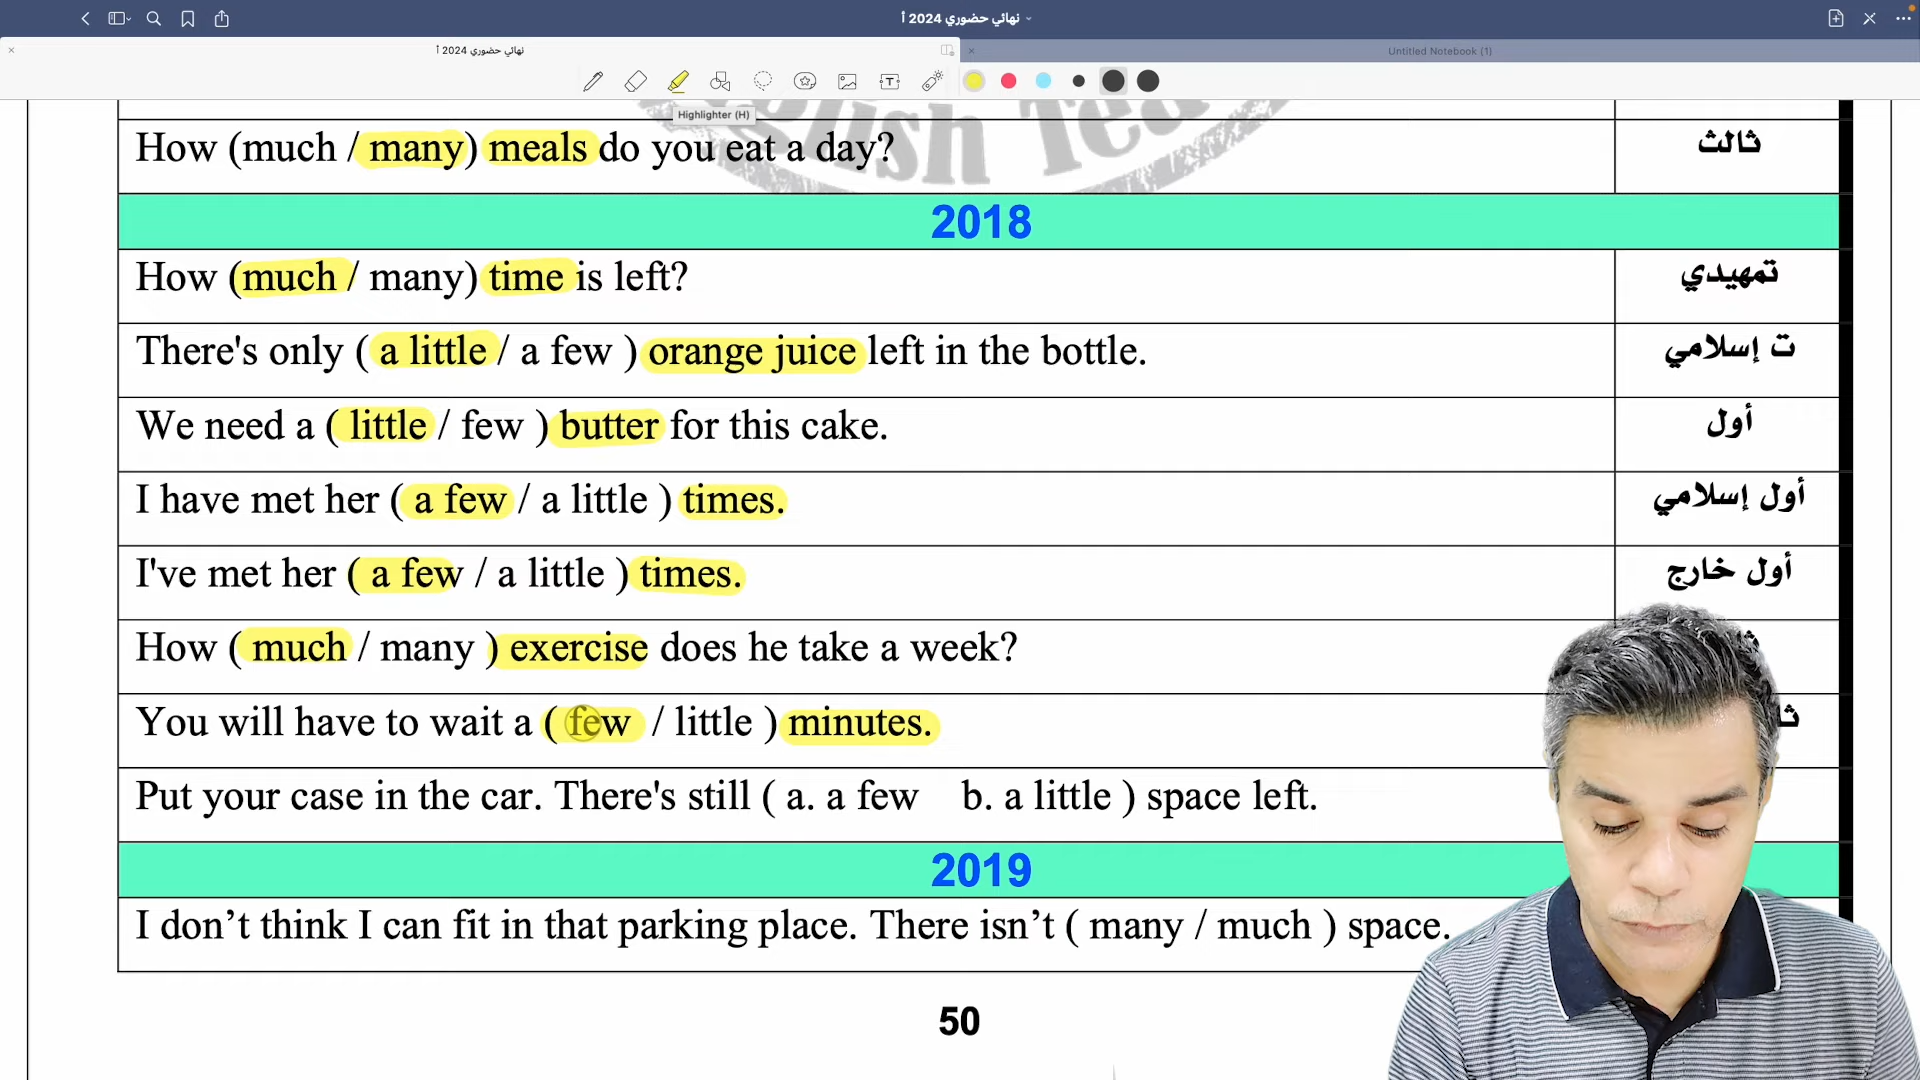 نهائي حضوري 2024 أ
نهائي حضوري 2024 أ
Untitled Notebook (1)
Highlighter (H)
How (much / many) meals do you eat a day?
ثالث
2018
How (much / many) time is left?
تمهيدي
There's only ( a little / a few ) orange juice left in the bottle.
ت إسلامي
We need a ( little / few ) butter for this cake.
أول
I have met her ( a few / a little ) times.
أول إسلامي
I've met her ( a few / a little ) times.
أول خارج
How ( much / many ) exercise does he take a week?
You will have to wait a ( few / little ) minutes.
Put your case in the car. There's still ( a. a few b. a little ) space left.
2019
I don’t think I can fit in that parking place. There isn’t ( many / much ) space.
50